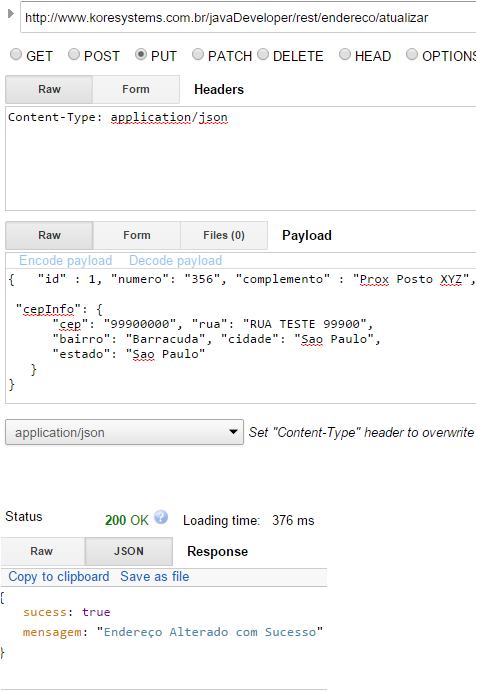 http://www.koresystems.com.br/javaDeveloper/rest/endereco/atualizar
GET POST PUT PATCH DELETE HEAD OPTIONS
Raw Form Headers
Content-Type: application/json
Raw Form Files (0) Payload
Encode payload Decode payload
{ "id" : 1, "numero": "356", "complemento" : "Prox Posto XYZ",
"cepInfo": {
"cep": "99900000", "rua": "RUA TESTE 99900",
"bairro": "Barracuda", "cidade": "Sao Paulo",
"estado": "Sao Paulo"
}
}
application/json Set "Content-Type" header to overwrite
Status 200 OK Loading time: 376 ms
Raw JSON Response
Copy to clipboard Save as file
{
sucess: true
mensagem: "Endereço Alterado com Sucesso"
}